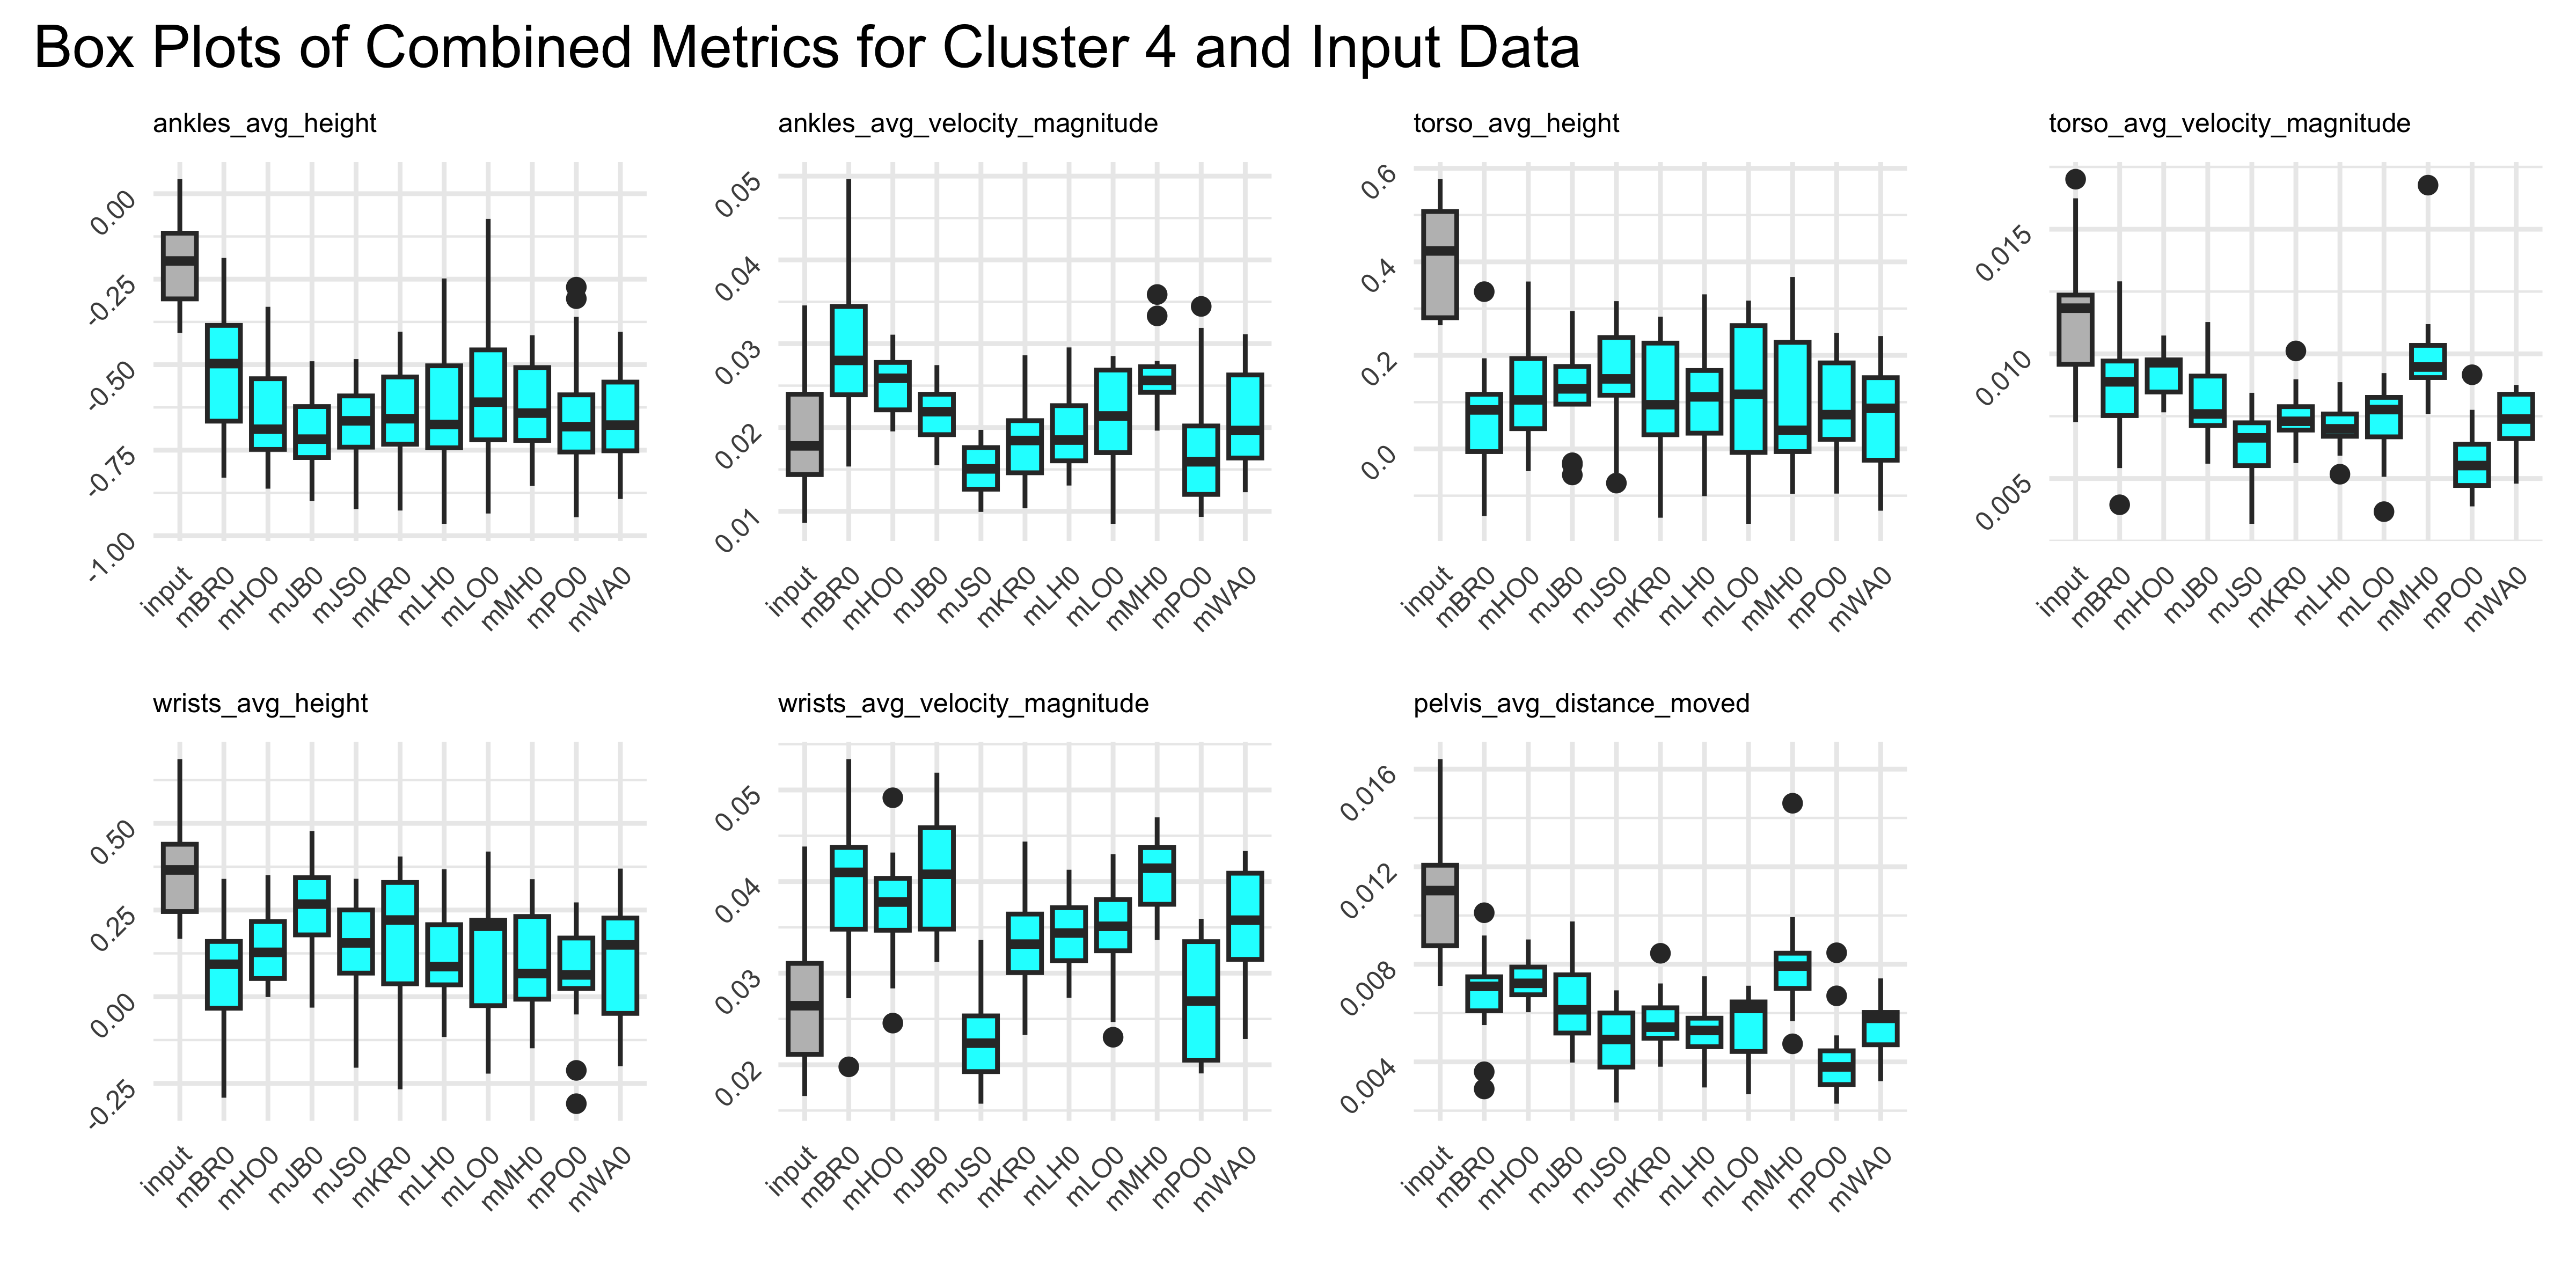 Box Plots of Combined Metrics for Cluster 4 and Input Data
ankles_avg_height
0.00
-0.25
-0.50
-0.75
-1.00
input mBR0 mHO0 mJB0 mJS0 mKR0 mLH0 mLO0 mMH0 mPO0 mWA0
ankles_avg_velocity_magnitude
0.05
0.04
0.03
0.02
0.01
input mBR0 mHO0 mJB0 mJS0 mKR0 mLH0 mLO0 mMH0 mPO0 mWA0
torso_avg_height
0.6
0.4
0.2
0.0
input mBR0 mHO0 mJB0 mJS0 mKR0 mLH0 mLO0 mMH0 mPO0 mWA0
torso_avg_velocity_magnitude
0.015
0.010
0.005
input mBR0 mHO0 mJB0 mJS0 mKR0 mLH0 mLO0 mMH0 mPO0 mWA0
wrists_avg_height
0.50
0.25
0.00
-0.25
input mBR0 mHO0 mJB0 mJS0 mKR0 mLH0 mLO0 mMH0 mPO0 mWA0
wrists_avg_velocity_magnitude
0.05
0.04
0.03
0.02
input mBR0 mHO0 mJB0 mJS0 mKR0 mLH0 mLO0 mMH0 mPO0 mWA0
pelvis_avg_distance_moved
0.016
0.012
0.008
0.004
input mBR0 mHO0 mJB0 mJS0 mKR0 mLH0 mLO0 mMH0 mPO0 mWA0